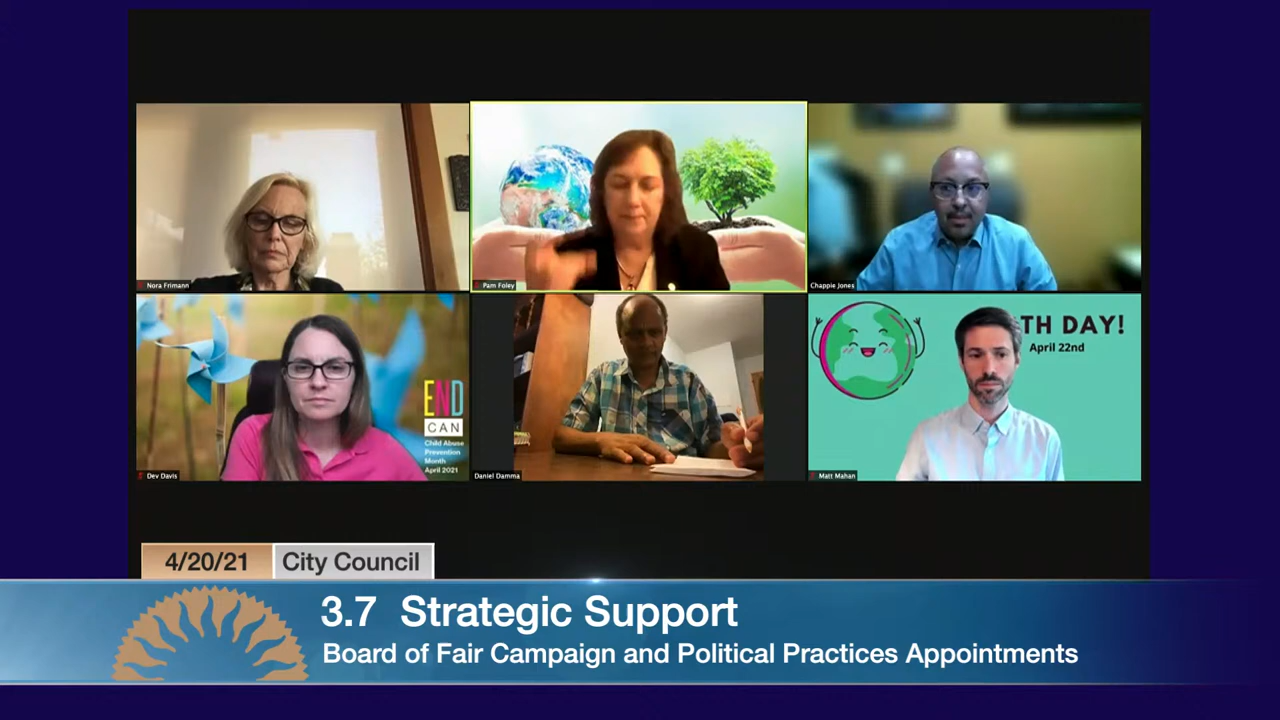 Nora Frimann
Pam Foley
Chappie Jones
END
CAN
Child Abuse
Prevention
Month
April 2021
Dev Davis
Daniel Damma
TH DAY!
April 22nd
Matt Mahan
4/20/21 City Council
3.7 Strategic Support
Board of Fair Campaign and Political Practices Appointments